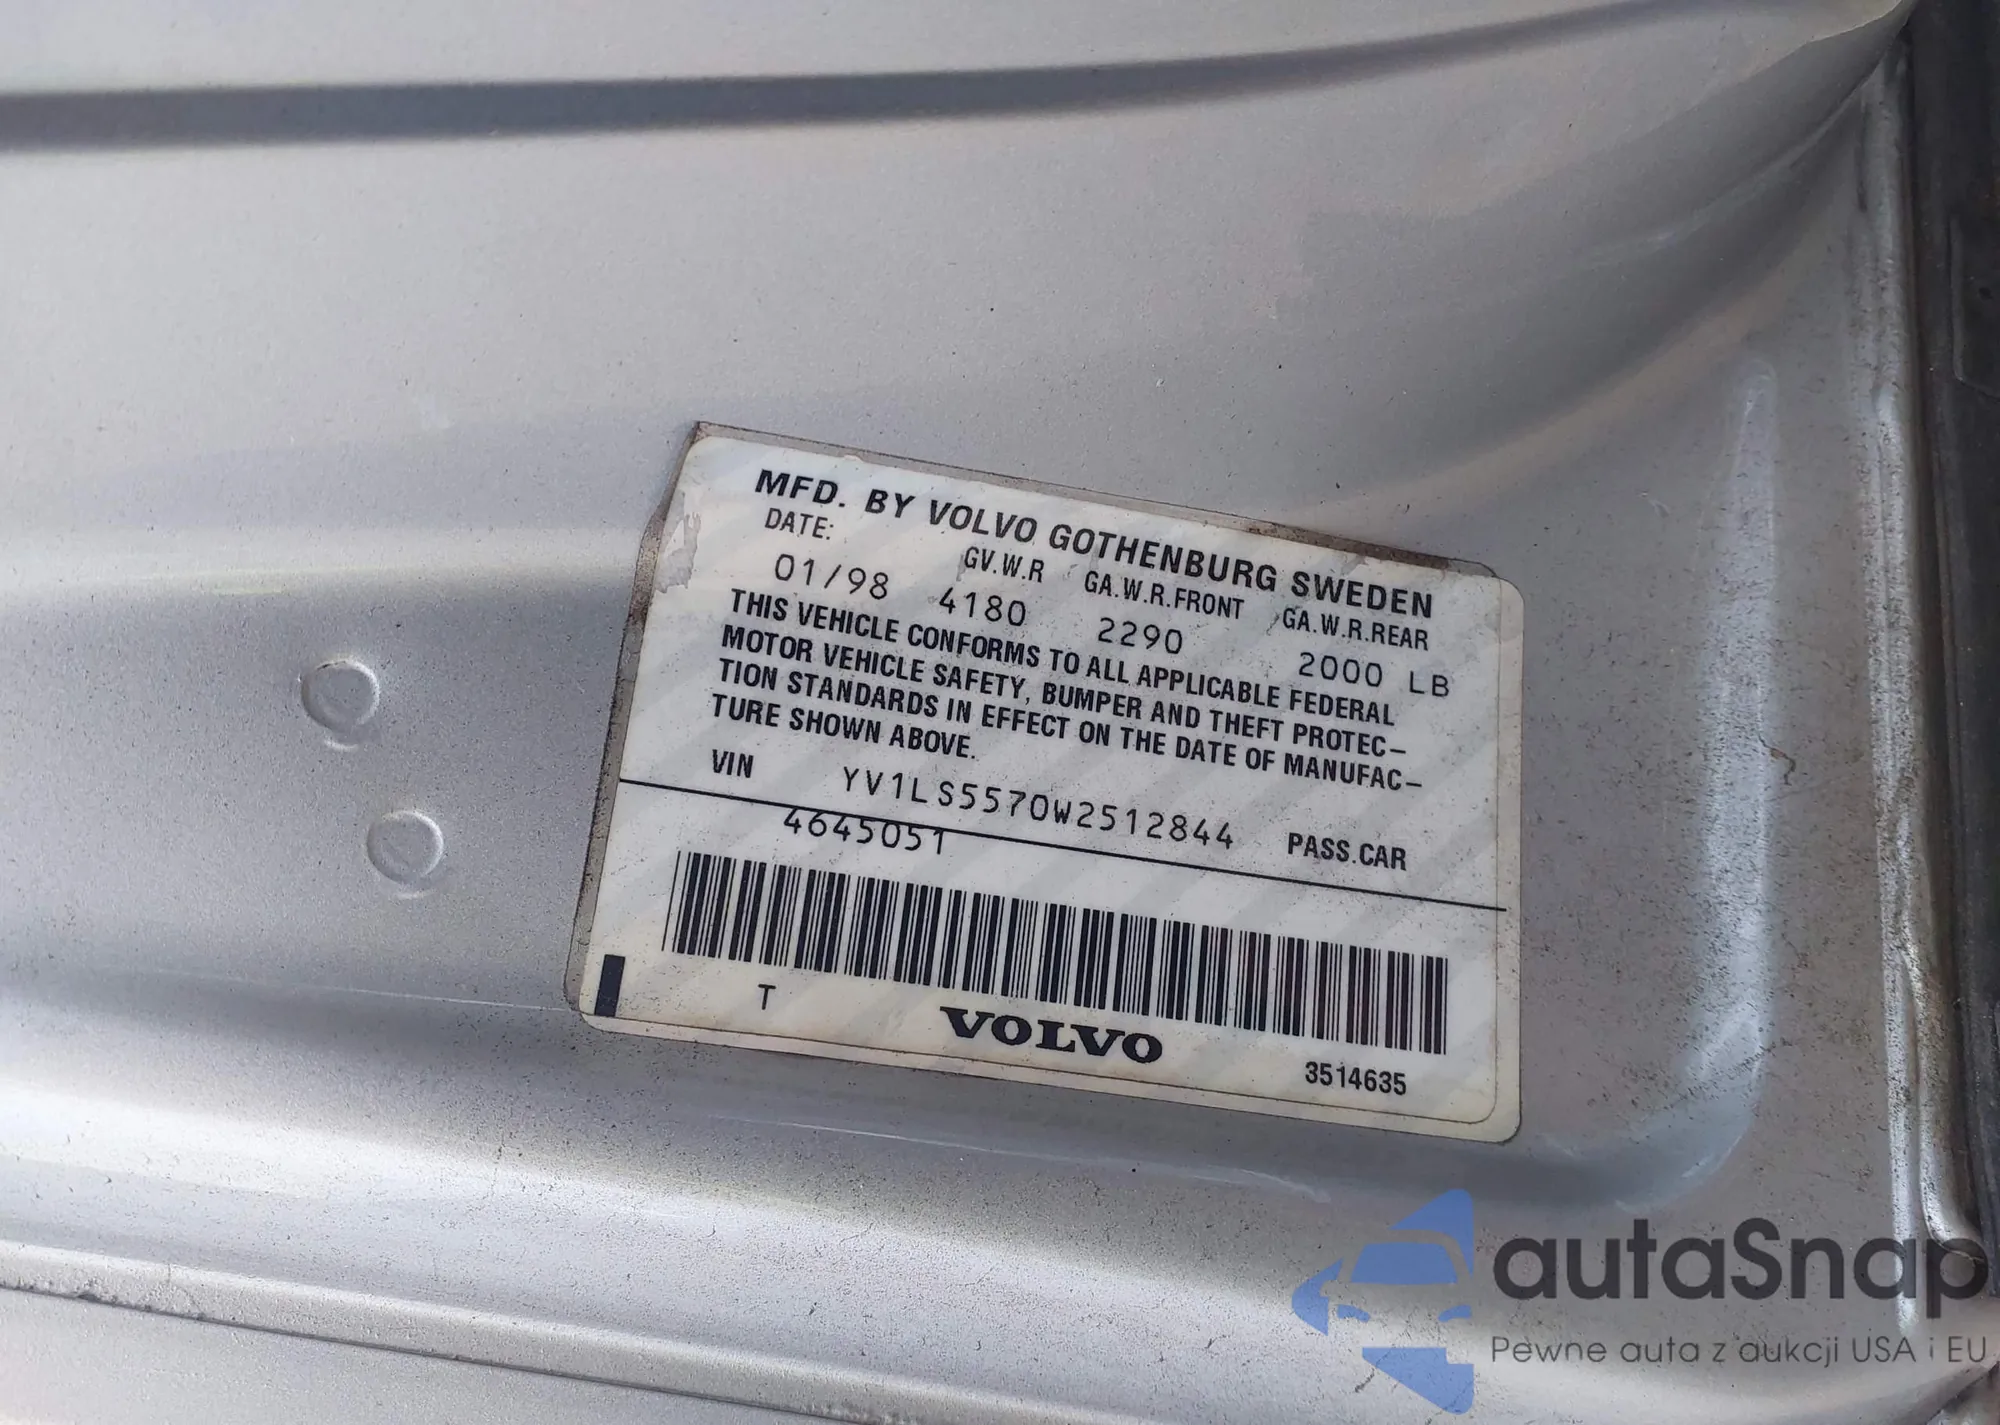 MFD. BY VOLVO GOTHENBURG SWEDEN
DATE: GV.W.R GA.W.R.FRONT GA.W.R.REAR
01/98 4180 2290 2000 LB
THIS VEHICLE CONFORMS TO ALL APPLICABLE FEDERAL
MOTOR VEHICLE SAFETY, BUMPER AND THEFT PROTEC-
TION STANDARDS IN EFFECT ON THE DATE OF MANUFAC-
TURE SHOWN ABOVE.
VIN YV1LS5570W2512844 PASS.CAR
4645051
T VOLVO 3514635
autaSnap
Pewne auta z aukcji USA i EU